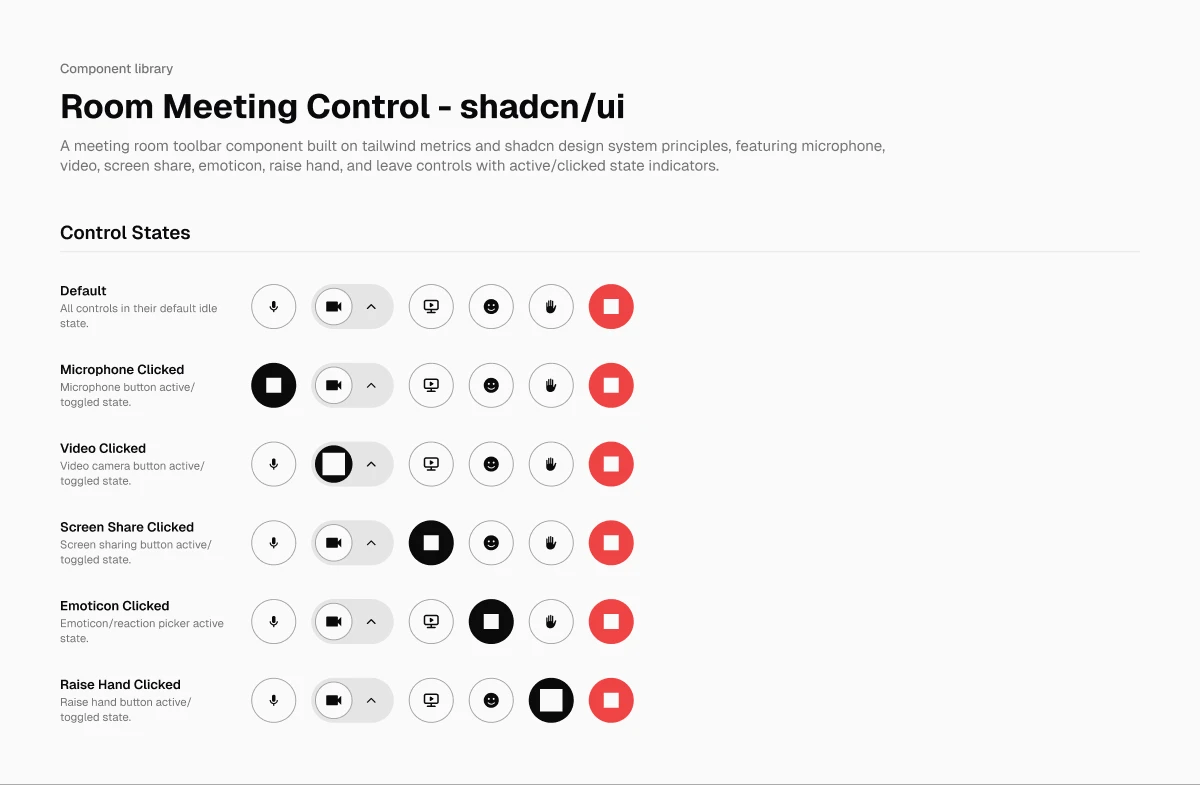 Component library
Room Meeting Control - shadcn/ui
A meeting room toolbar component built on tailwind metrics and shadcn design system principles, featuring microphone,
video, screen share, emoticon, raise hand, and leave controls with active/clicked state indicators.
Control States
Default
All controls in their default idle
state.
Microphone Clicked
Microphone button active/
toggled state.
Video Clicked
Video camera button active/
toggled state.
Screen Share Clicked
Screen sharing button active/
toggled state.
Emoticon Clicked
Emoticon/reaction picker active
state.
Raise Hand Clicked
Raise hand button active/
toggled state.